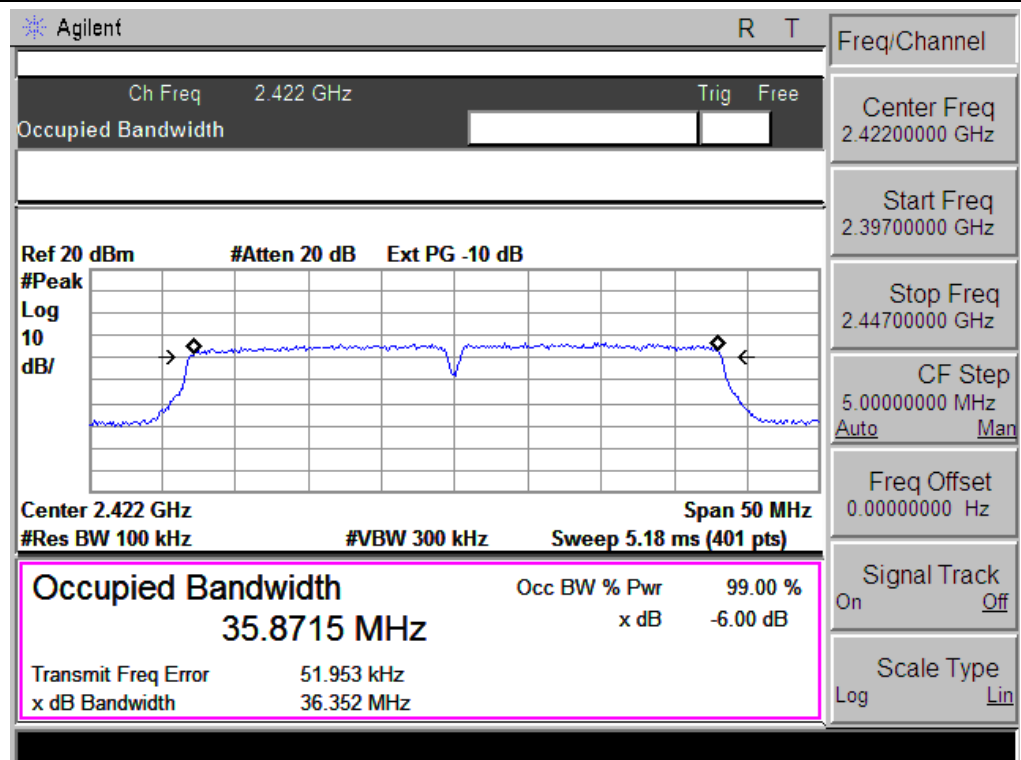 Agilent R T
Freq/Channel
Ch Freq 2.422 GHz Trig Free
Occupied Bandwidth
Center Freq
2.42200000 GHz
Start Freq
2.39700000 GHz
Ref 20 dBm #Atten 20 dB Ext PG -10 dB
#Peak
Log
10
dB/
Stop Freq
2.44700000 GHz
CF Step
5.00000000 MHz
Auto Man
Center 2.422 GHz Span 50 MHz
#Res BW 100 kHz #VBW 300 kHz Sweep 5.18 ms (401 pts)
Freq Offset
0.00000000 Hz
Occupied Bandwidth Occ BW % Pwr 99.00 %
35.8715 MHz x dB -6.00 dB
Transmit Freq Error 51.953 kHz
x dB Bandwidth 36.352 MHz
Signal Track
On Off
Scale Type
Log Lin